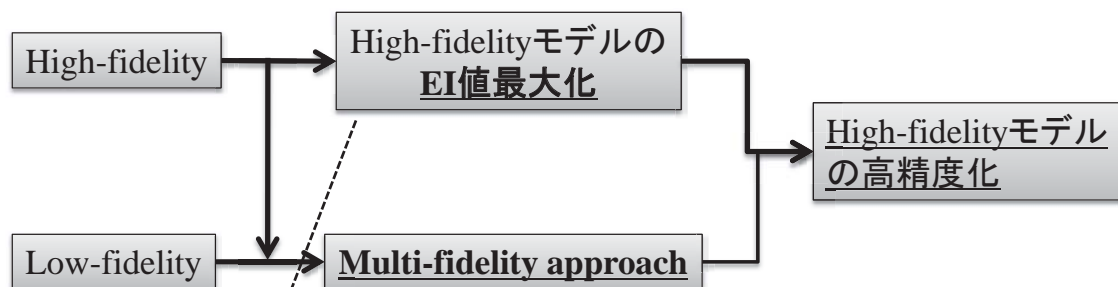 High-fidelity
High-fidelityモデルの
EI値最大化
High-fidelityモデル
の高精度化
Low-fidelity
Multi-fidelity approach